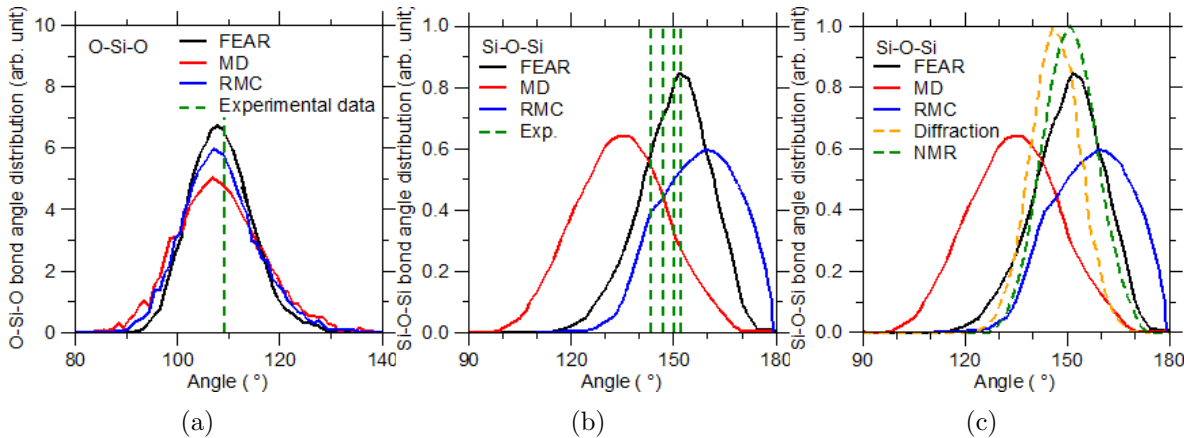 O-Si-O bond angle distribution (arb. unit)
10
8
6
4
2
0
O-Si-O
FEAR
MD
RMC
Experimental data
80 100 120 140
Angle ( °)
(a)
Si-O-Si bond angle distribution (arb. unit)
1.0
0.8
0.6
0.4
0.2
0.0
Si-O-Si
FEAR
MD
RMC
Exp.
90 120 150 180
Angle ( °)
(b)
Si-O-Si bond angle distribution (arb. unit)
1.0
0.8
0.6
0.4
0.2
0.0
Si-O-Si
FEAR
MD
RMC
Diffraction
NMR
90 120 150 180
Angle ( °)
(c)